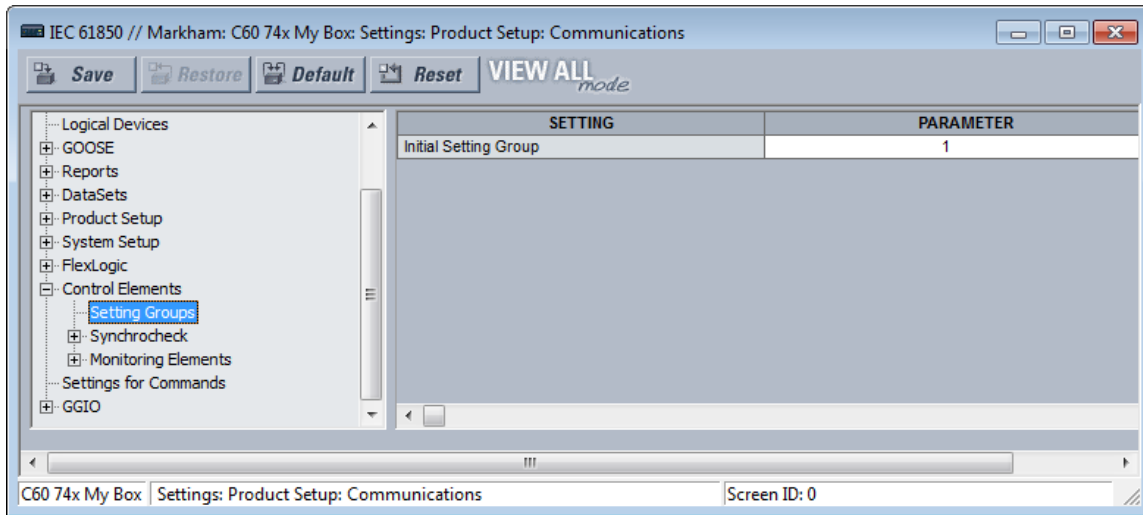 IEC 61850 // Markham: C60 74x My Box: Settings: Product Setup: Communications
Save Restore Default Reset VIEW ALL mode
Logical Devices
GOOSE
Reports
DataSets
Product Setup
System Setup
FlexLogic
Control Elements
Setting Groups
Synchrocheck
Monitoring Elements
Settings for Commands
GGIO
SETTING PARAMETER
Initial Setting Group 1
C60 74x My Box Settings: Product Setup: Communications Screen ID: 0